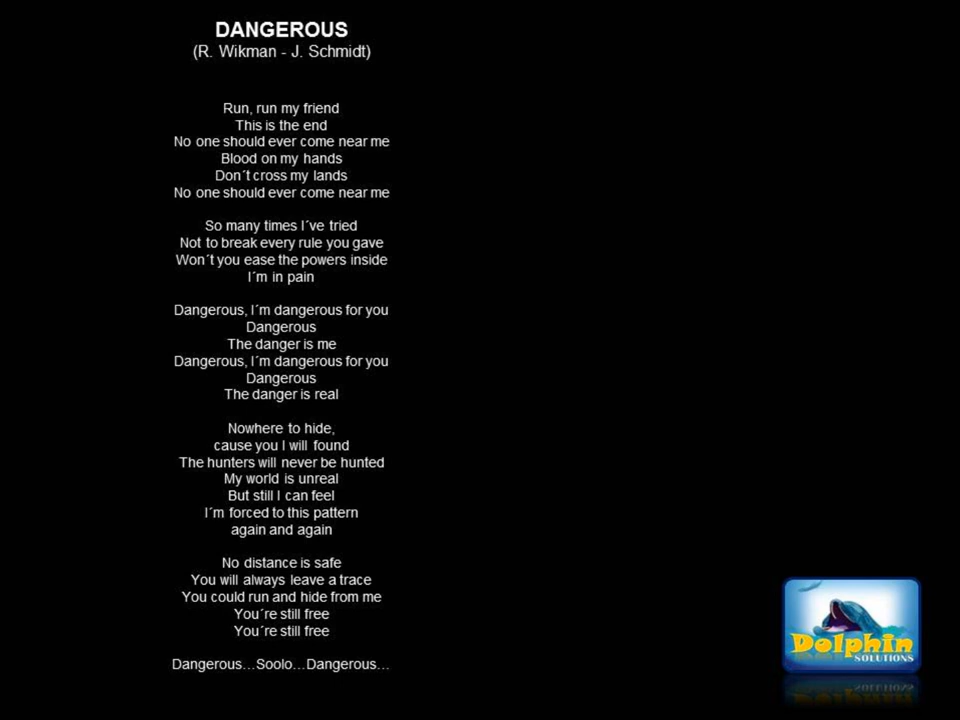 DANGEROUS
(R. Wikman - J. Schmidt)
Run, run my friend
This is the end
No one should ever come near me
Blood on my hands
Don´t cross my lands
No one should ever come near me
So many times I´ve tried
Not to break every rule you gave
Won´t you ease the powers inside
I´m in pain
Dangerous, I´m dangerous for you
Dangerous
The danger is me
Dangerous, I´m dangerous for you
Dangerous
The danger is real
Nowhere to hide,
cause you I will found
The hunters will never be hunted
My world is unreal
But still I can feel
I´m forced to this pattern
again and again
No distance is safe
You will always leave a trace
You could run and hide from me
You´re still free
You´re still free
Dangerous…Soolo…Dangerous…
Dolphin
SOLUTIONS